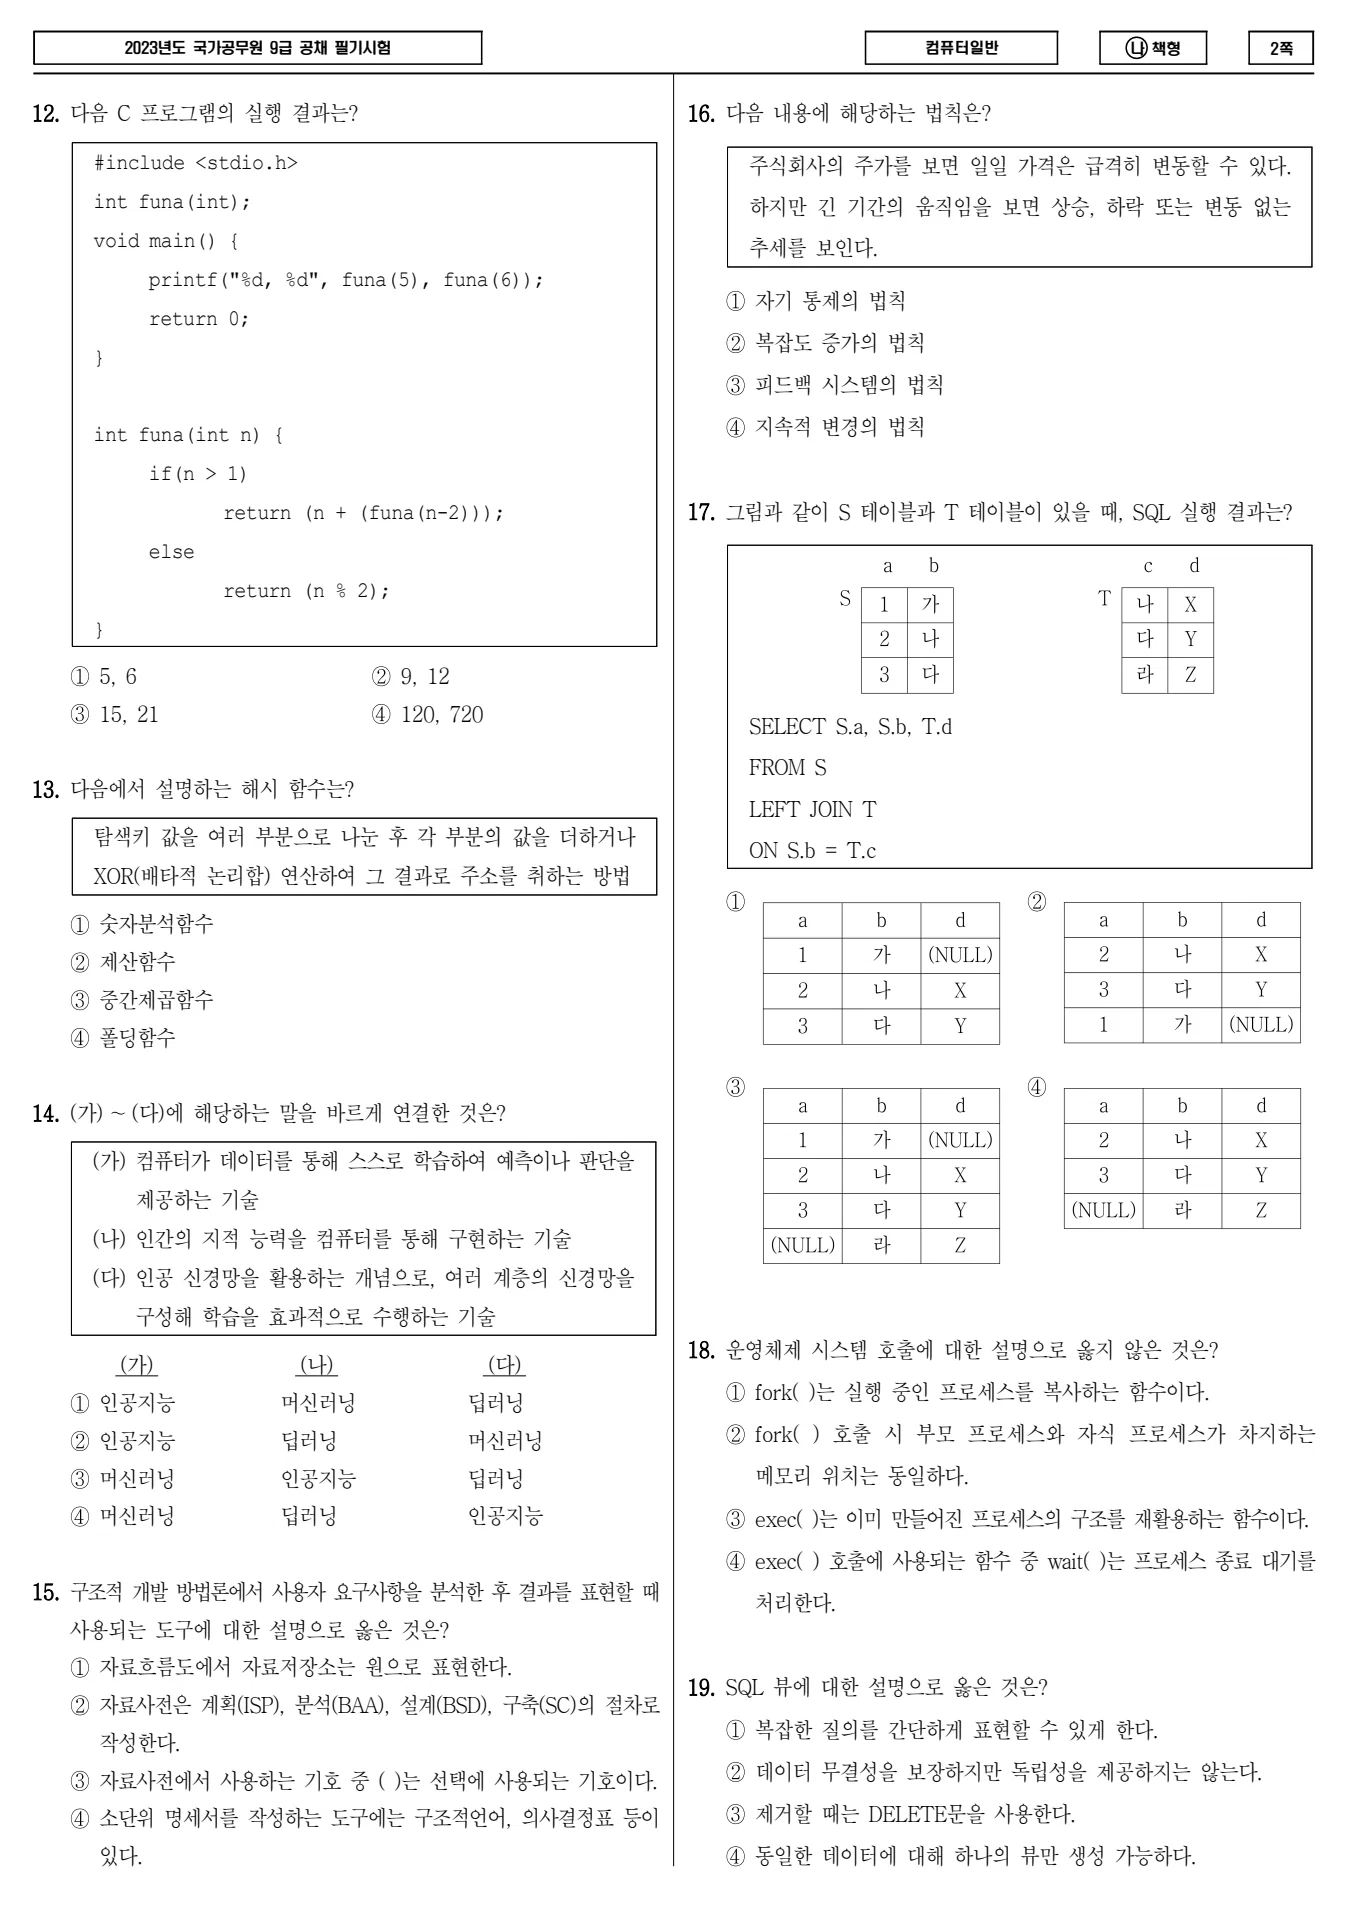 2023년도 국가공무원 9급 공채 필기시험
컴퓨터일반
㉯ 책형
2쪽
12. 다음 C 프로그램의 실행 결과는?
#include <stdio.h>
int funa(int);
void main() {
printf("%d, %d", funa(5), funa(6));
return 0;
}
int funa(int n) {
if(n > 1)
return (n + (funa(n-2)));
else
return (n % 2);
}
① 5, 6 ② 9, 12
③ 15, 21 ④ 120, 720
13. 다음에서 설명하는 해시 함수는?
탐색키 값을 여러 부분으로 나눈 후 각 부분의 값을 더하거나
XOR(배타적 논리합) 연산하여 그 결과로 주소를 취하는 방법
① 숫자분석함수
② 제산함수
③ 중간제곱함수
④ 폴딩함수
14. (가) ~ (다)에 해당하는 말을 바르게 연결한 것은?
(가) 컴퓨터가 데이터를 통해 스스로 학습하여 예측이나 판단을
제공하는 기술
(나) 인간의 지적 능력을 컴퓨터를 통해 구현하는 기술
(다) 인공 신경망을 활용하는 개념으로, 여러 계층의 신경망을
구성해 학습을 효과적으로 수행하는 기술
(가) (나) (다)
① 인공지능 머신러닝 딥러닝
② 인공지능 딥러닝 머신러닝
③ 머신러닝 인공지능 딥러닝
④ 머신러닝 딥러닝 인공지능
15. 구조적 개발 방법론에서 사용자 요구사항을 분석한 후 결과를 표현할 때
사용되는 도구에 대한 설명으로 옳은 것은?
① 자료흐름도에서 자료저장소는 원으로 표현한다.
② 자료사전은 계획(ISP), 분석(BAA), 설계(BSD), 구축(SC)의 절차로
작성한다.
③ 자료사전에서 사용하는 기호 중 ( )는 선택에 사용되는 기호이다.
④ 소단위 명세서를 작성하는 도구에는 구조적언어, 의사결정표 등이
있다.
16. 다음 내용에 해당하는 법칙은?
주식회사의 주가를 보면 일일 가격은 급격히 변동할 수 있다.
하지만 긴 기간의 움직임을 보면 상승, 하락 또는 변동 없는
추세를 보인다.
① 자기 통제의 법칙
② 복잡도 증가의 법칙
③ 피드백 시스템의 법칙
④ 지속적 변경의 법칙
17. 그림과 같이 S 테이블과 T 테이블이 있을 때, SQL 실행 결과는?
a b c d
S 1 가 T 나 X
2 나 다 Y
3 다 라 Z
SELECT S.a, S.b, T.d
FROM S
LEFT JOIN T
ON S.b = T.c
①
a b d
1 가 (NULL)
2 나 X
3 다 Y
②
a b d
2 나 X
3 다 Y
1 가 (NULL)
③
a b d
1 가 (NULL)
2 나 X
3 다 Y
(NULL) 라 Z
④
a b d
2 나 X
3 다 Y
(NULL) 라 Z
18. 운영체제 시스템 호출에 대한 설명으로 옳지 않은 것은?
① fork( )는 실행 중인 프로세스를 복사하는 함수이다.
② fork( ) 호출 시 부모 프로세스와 자식 프로세스가 차지하는
메모리 위치는 동일하다.
③ exec( )는 이미 만들어진 프로세스의 구조를 재활용하는 함수이다.
④ exec( ) 호출에 사용되는 함수 중 wait( )는 프로세스 종료 대기를
처리한다.
19. SQL 뷰에 대한 설명으로 옳은 것은?
① 복잡한 질의를 간단하게 표현할 수 있게 한다.
② 데이터 무결성을 보장하지만 독립성을 제공하지는 않는다.
③ 제거할 때는 DELETE문을 사용한다.
④ 동일한 데이터에 대해 하나의 뷰만 생성 가능하다.